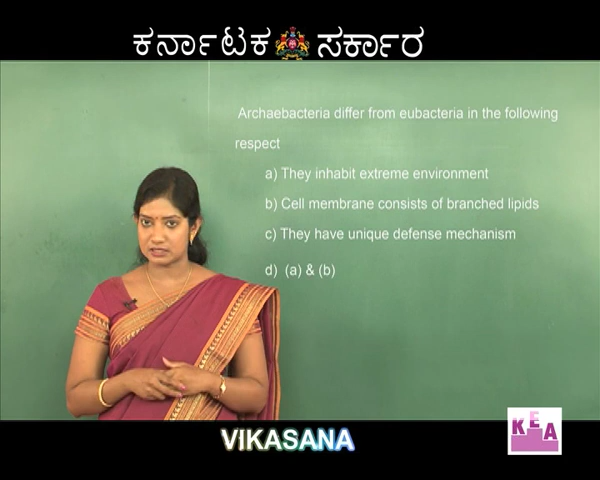 ಕರ್ನಾಟಕ ಸರ್ಕಾರ
Archaebacteria differ from eubacteria in the following
respect
a) They inhabit extreme environment
b) Cell membrane consists of branched lipids
c) They have unique defense mechanism
d) (a) & (b)
VIKASANA
KEA